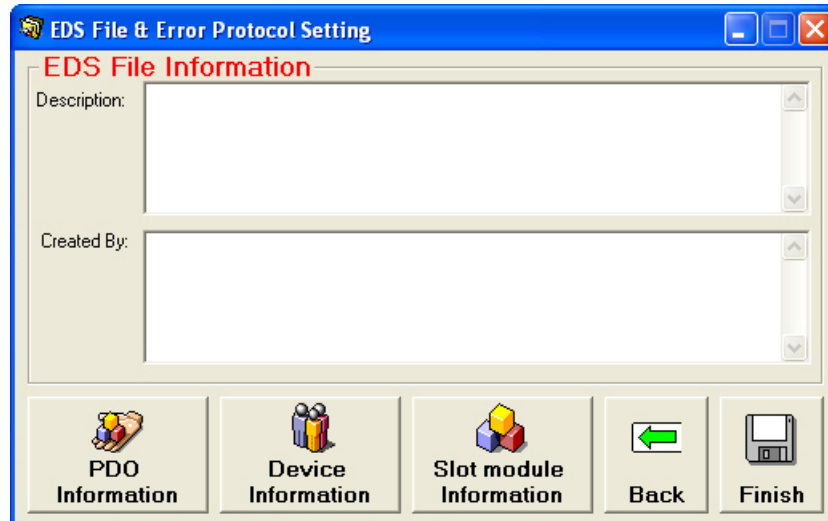 EDS File & Error Protocol Setting
EDS File Information
Description:
Created By:
PDO
Information
Device
Information
Slot module
Information
Back
Finish